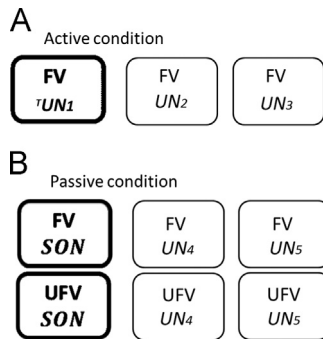 A
Active condition
FV FV FV
ᵀUN1 UN₂ UN₃
B
Passive condition
FV FV FV
SON UN₄ UN₅
UFV UFV UFV
SON UN₄ UN₅